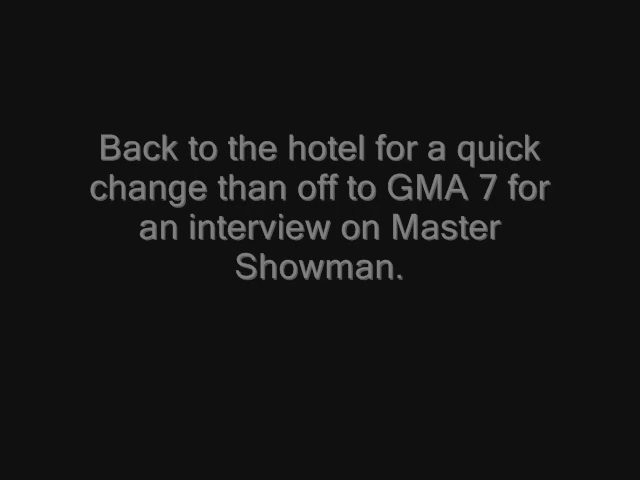 Back to the hotel for a quick
change than off to GMA 7 for
an interview on Master
Showman.